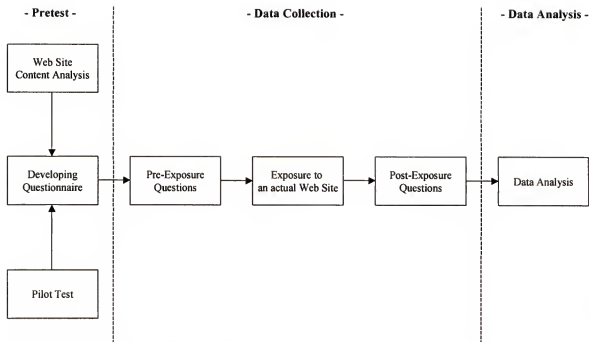 - Pretest -
- Data Collection -
- Data Analysis -
Web Site
Content Analysis
Developing
Questionnaire
Pre-Exposure
Questions
Exposure to
an actual Web Site
Post-Exposure
Questions
Data Analysis
Pilot Test